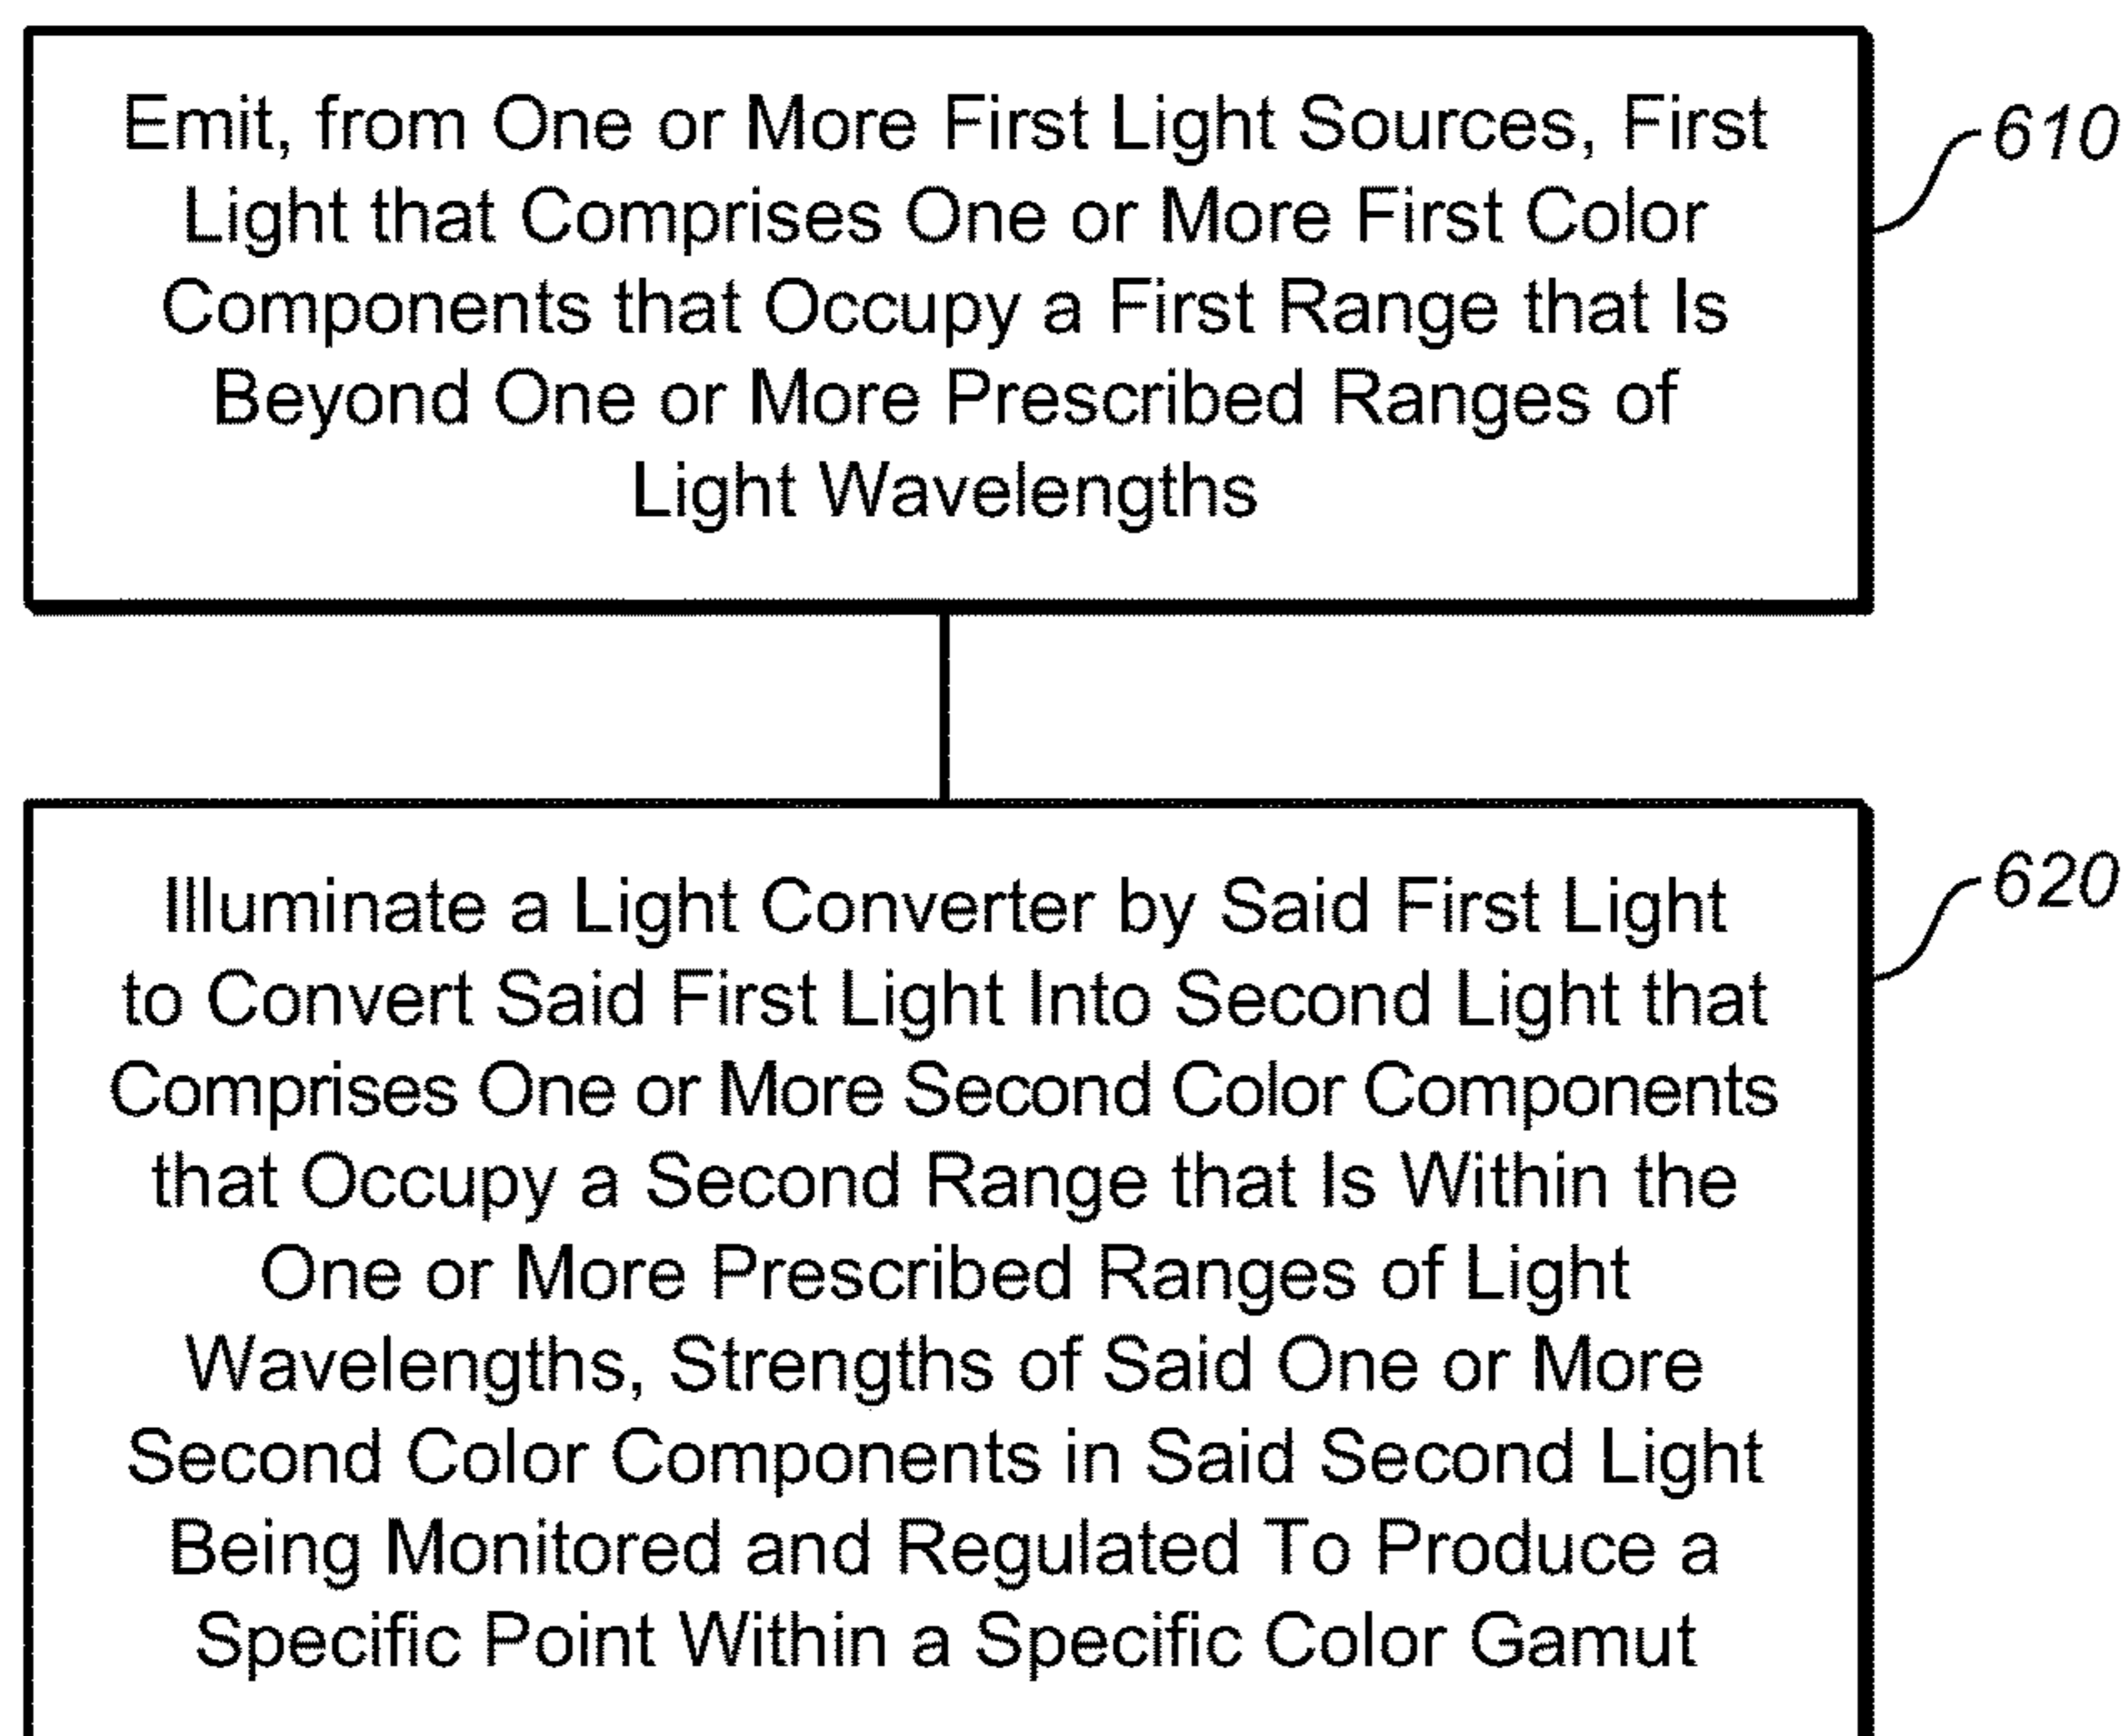 Emit, from One or More First Light Sources, First
Light that Comprises One or More First Color
Components that Occupy a First Range that Is
Beyond One or More Prescribed Ranges of
Light Wavelengths
610
Illuminate a Light Converter by Said First Light
to Convert Said First Light Into Second Light that
Comprises One or More Second Color Components
that Occupy a Second Range that Is Within the
One or More Prescribed Ranges of Light
Wavelengths, Strengths of Said One or More
Second Color Components in Said Second Light
Being Monitored and Regulated To Produce a
Specific Point Within a Specific Color Gamut
620